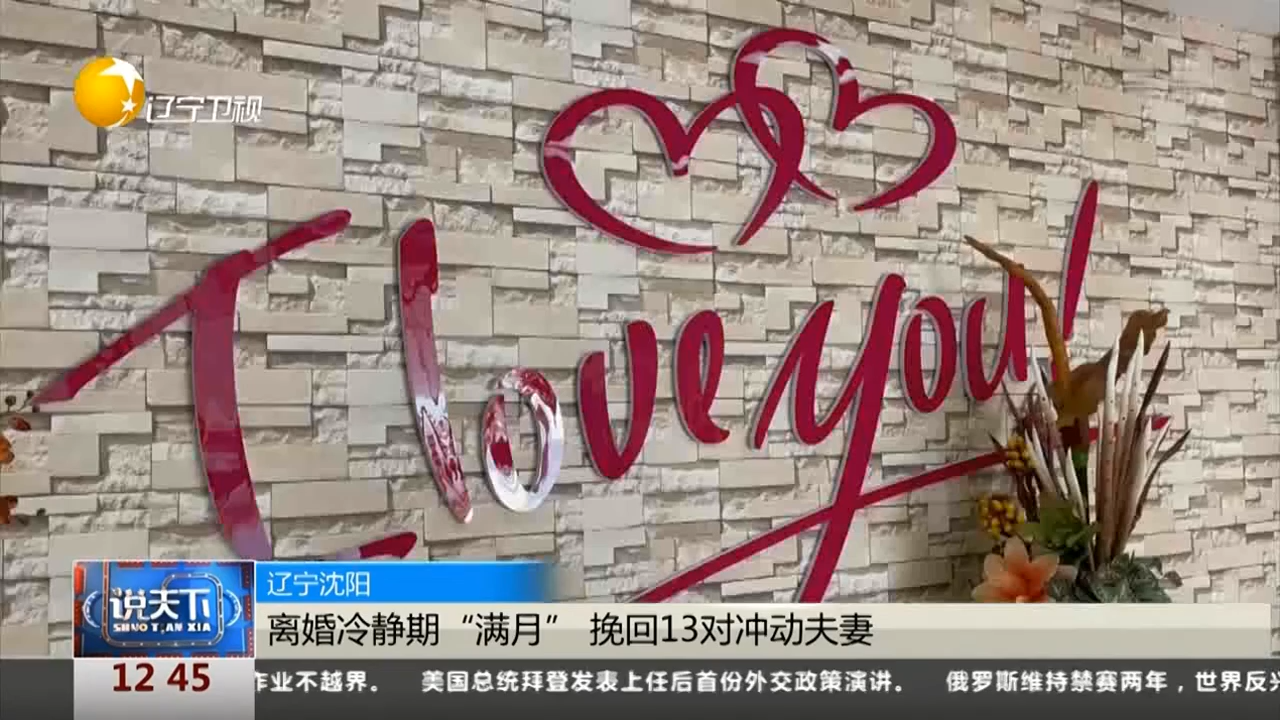 辽宁卫视
I love you!
辽宁沈阳
说天下
SHUO TIAN XIA
离婚冷静期“满月” 挽回13对冲动夫妻
12 45
作业不越界。 美国总统拜登发表上任后首份外交政策演讲。 俄罗斯维持禁赛两年，世界反兴